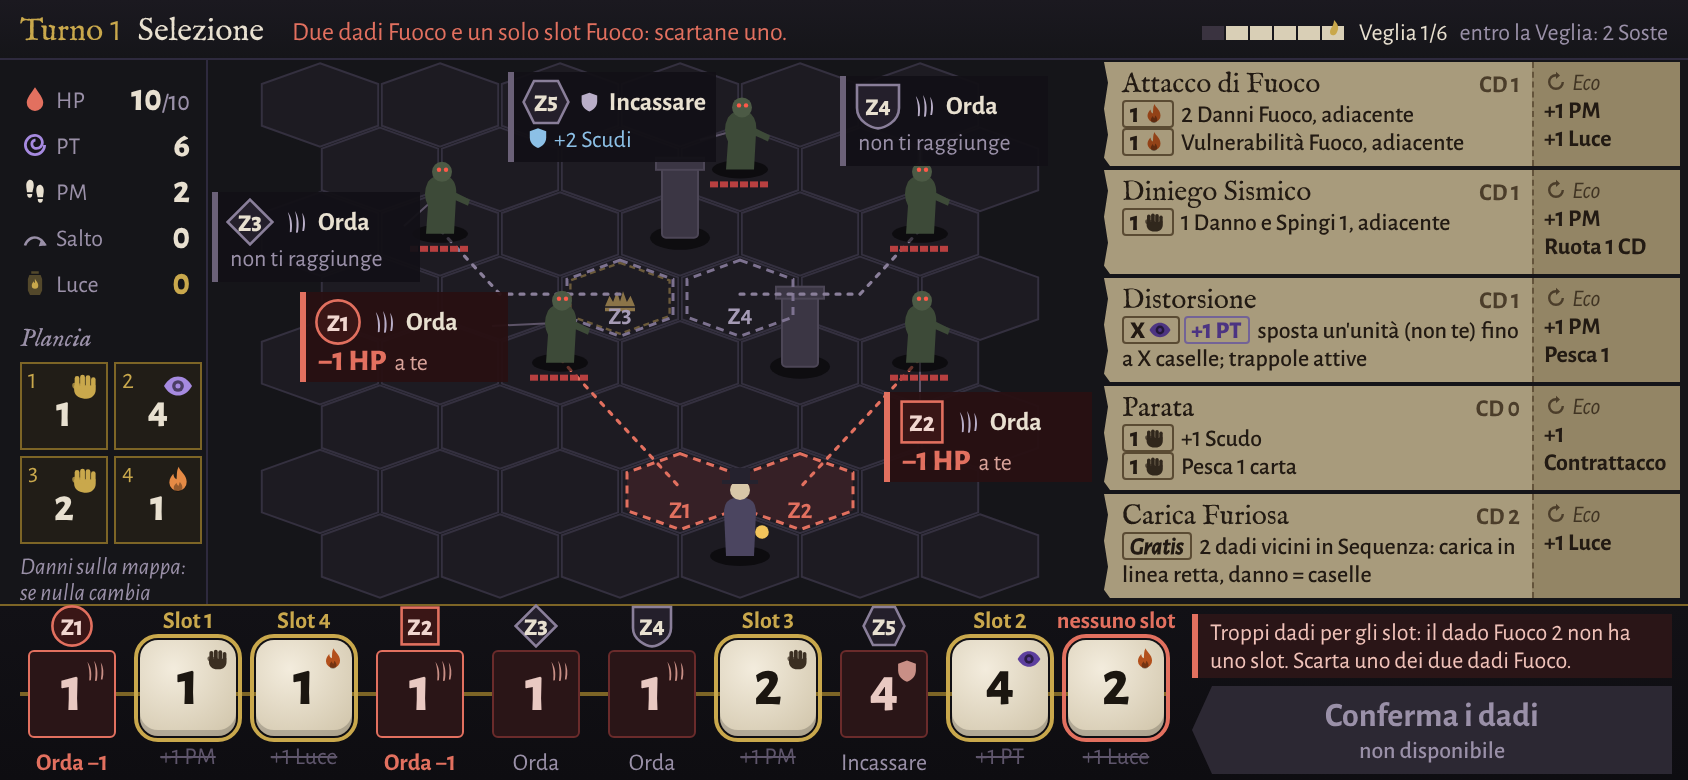 Turno 1 Selezione Due dadi Fuoco e un solo slot Fuoco: scartane uno. Veglia 1/6 entro la Veglia: 2 Soste
HP 10/10
PT 6
PM 2
Salto 0
Luce 0
Plancia
1 1
2 4
3 2
4 1
Danni sulla mappa:
se nulla cambia
Z5 Incassare
+2 Scudi
Z4 Orda
non ti raggiunge
Z3 Orda
non ti raggiunge
Z1 Orda
–1 HP a te
Z3 Z4
Z2 Orda
–1 HP a te
Z1 Z2
Attacco di Fuoco CD 1
1 2 Danni Fuoco, adiacente
1 Vulnerabilità Fuoco, adiacente
Eco
+1 PM
+1 Luce
Diniego Sismico CD 1
1 1 Danno e Spingi 1, adiacente
Eco
+1 PM
Ruota 1 CD
Distorsione CD 1
X +1 PT sposta un'unità (non te) fino
a X caselle; trappole attive
Eco
+1 PM
Pesca 1
Parata CD 0
1 +1 Scudo
1 Pesca 1 carta
Eco
+1
Contrattacco
Carica Furiosa CD 2
Gratis 2 dadi vicini in Sequenza: carica in
linea retta, danno = caselle
Eco
+1 Luce
Z1 Slot 1 Slot 4 Z2 Z3 Z4 Slot 3 Z5 Slot 2 nessuno slot
1 1 1 1 1 1 2 4 4 2
Orda –1 +1 PM +1 Luce Orda –1 Orda Orda +1 PM Incassare +1 PT +1 Luce
Troppi dadi per gli slot: il dado Fuoco 2 non ha
uno slot. Scarta uno dei due dadi Fuoco.
Conferma i dadi
non disponibile